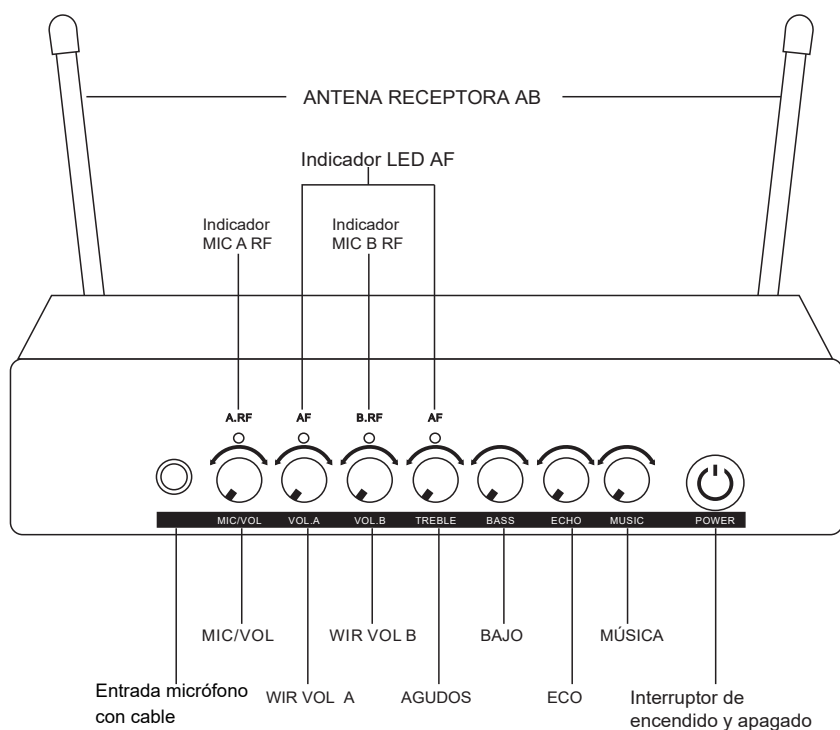 ANTENA RECEPTORA AB
Indicador LED AF
Indicador
MIC A RF
Indicador
MIC B RF
A.RF
AF
B.RF
AF
MIC/VOL
VOL.A
VOL.B
TREBLE
BASS
ECHO
MUSIC
POWER
MIC/VOL
WIR VOL B
BAJO
MÚSICA
Entrada micrófono
con cable
WIR VOL A
AGUDOS
ECO
Interruptor de
encendido y apagado